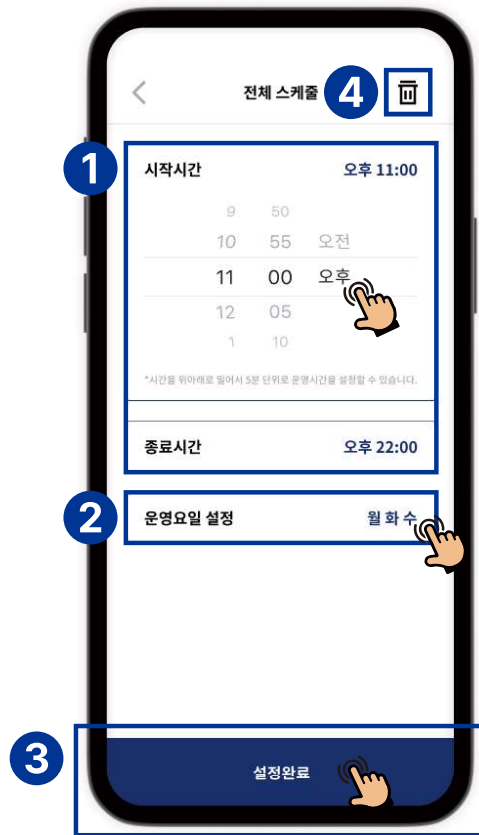 전체 스케줄
4
1
시작시간 오후 11:00
9 50
10 55 오전
11 00 오후
12 05
1 10
*시간를 위아래로 밀어서 5분 단위로 운영시간을 설정할 수 있습니다.
종료시간 오후 22:00
2
운영요일 설정 월 화 수
3
설정완료